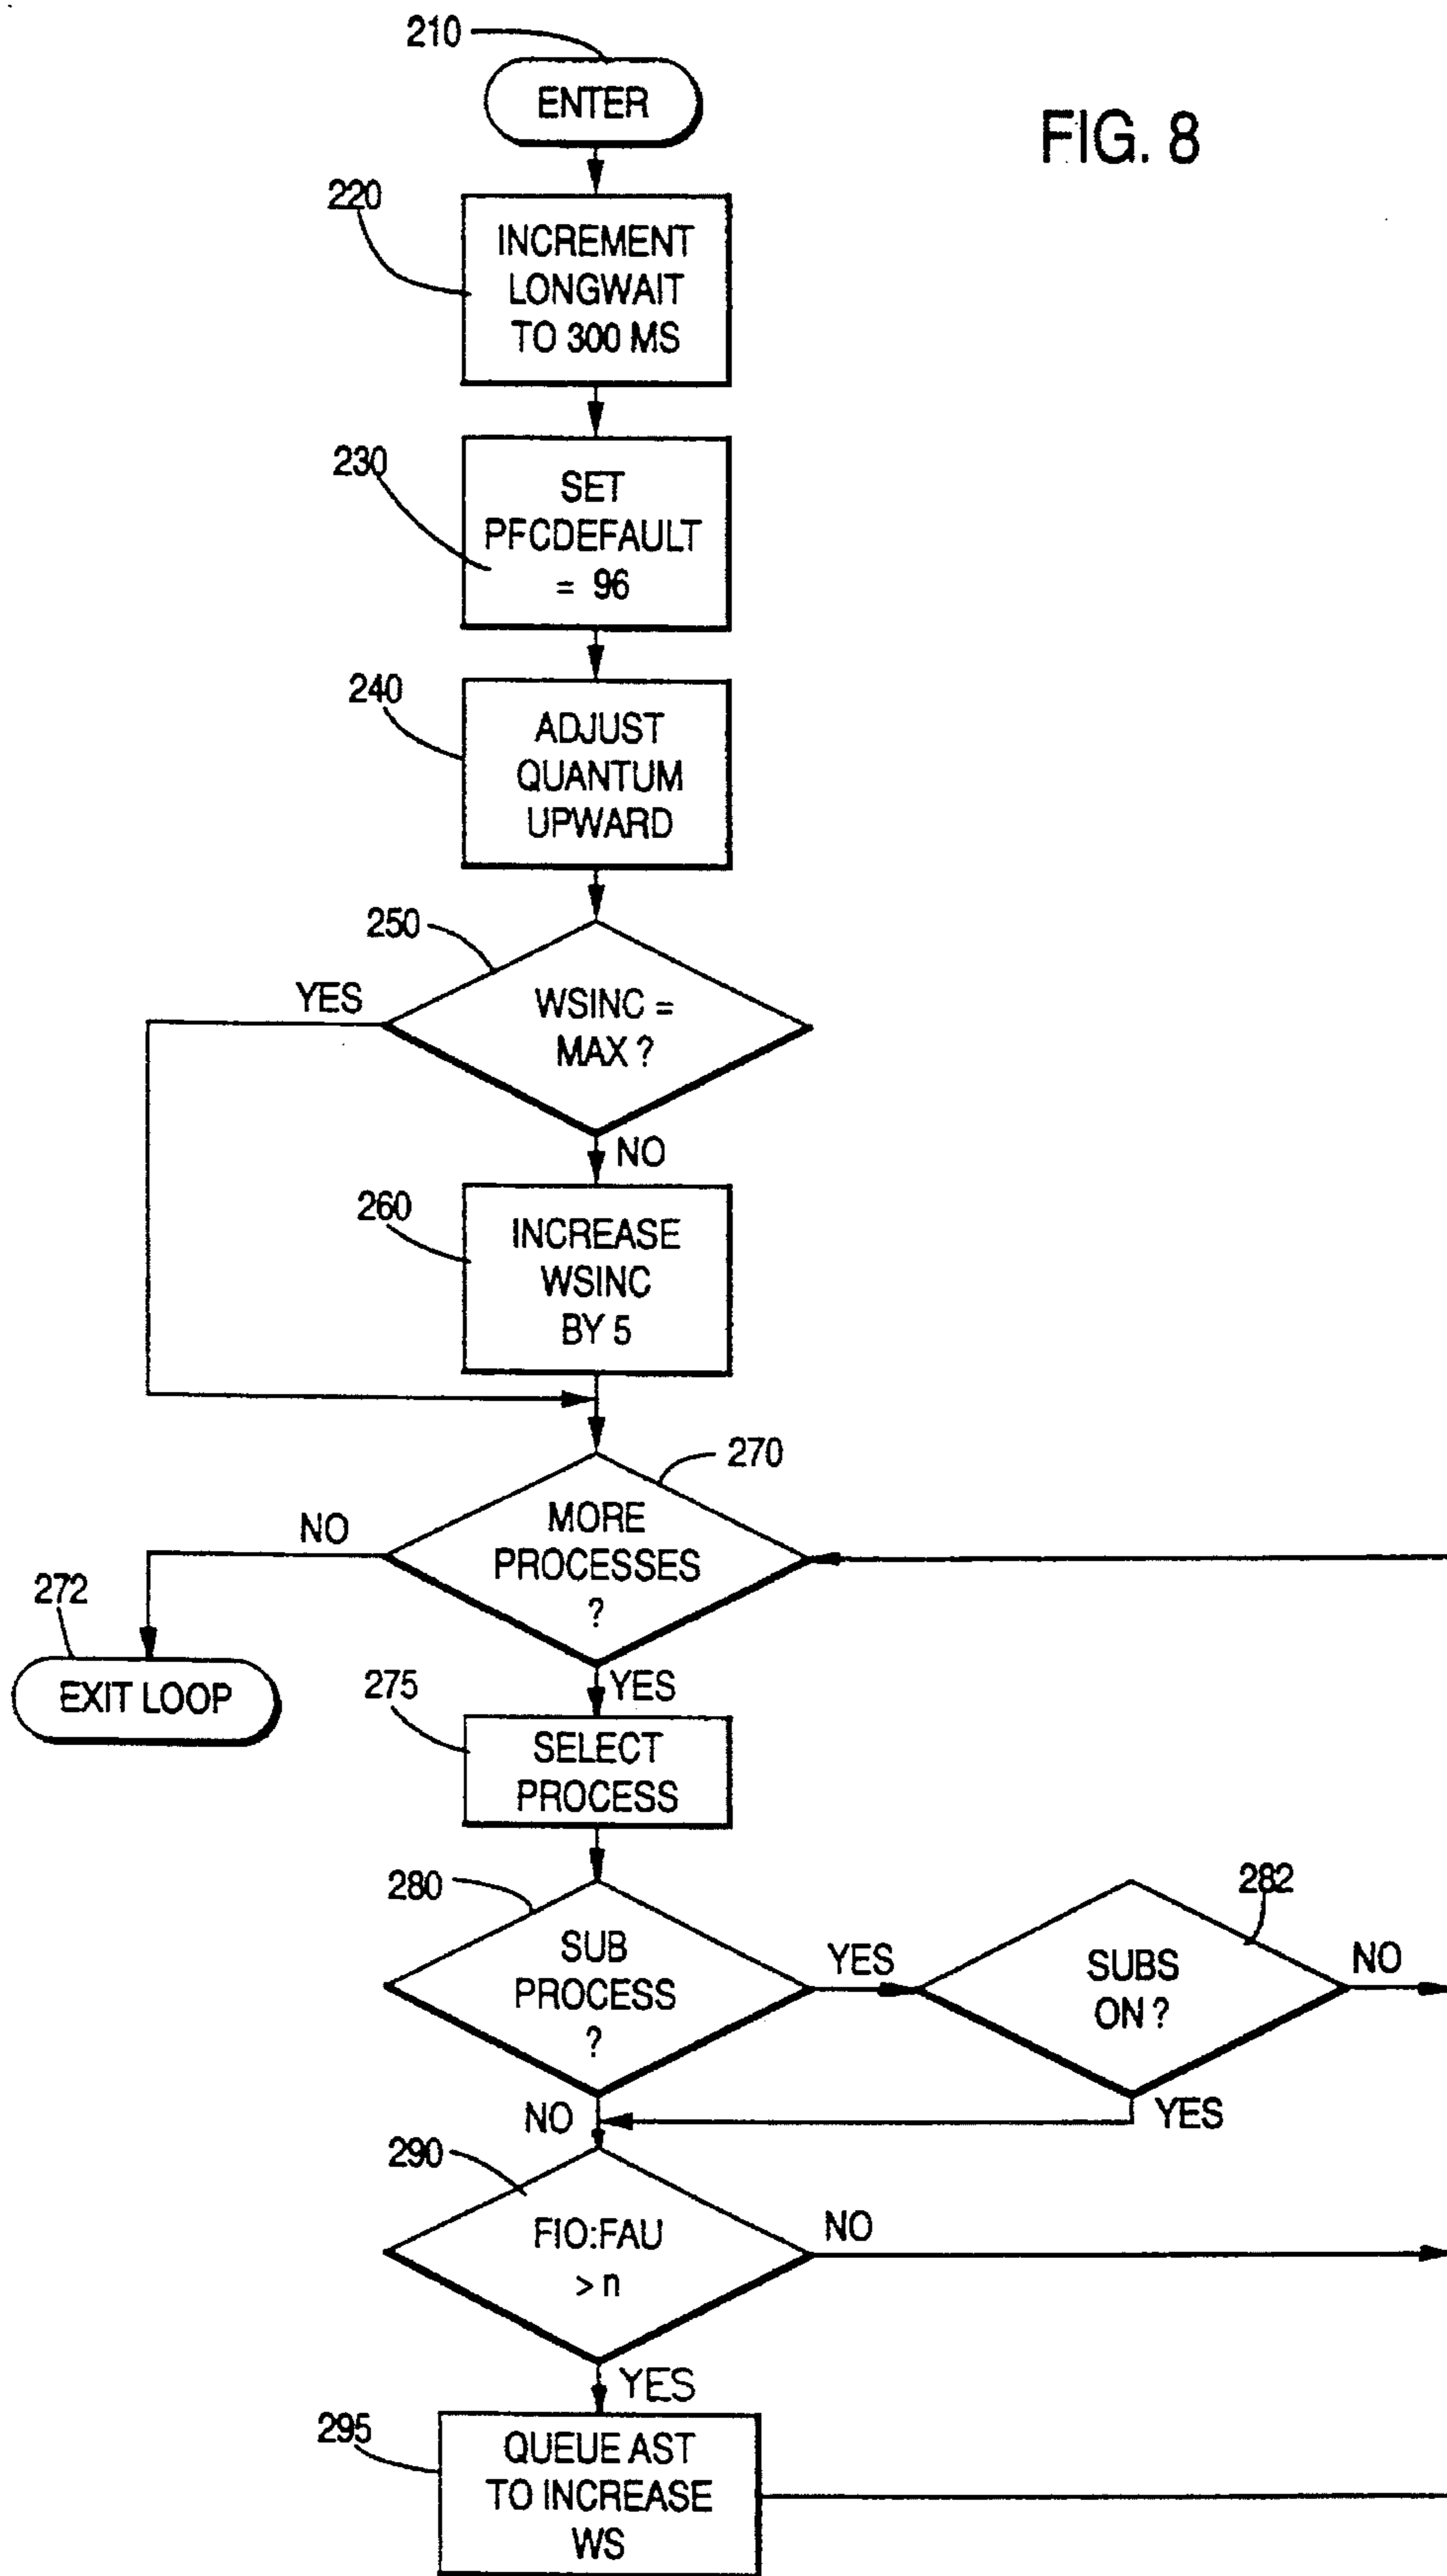 210
ENTER
FIG. 8
220
INCREMENT
LONGWAIT
TO 300 MS
230
SET
PFCDEFAULT
= 96
240
ADJUST
QUANTUM
UPWARD
250
YES
WSINC =
MAX ?
NO
260
INCREASE
WSINC
BY 5
270
NO
MORE
PROCESSES
?
272
EXIT LOOP
YES
275
SELECT
PROCESS
280
SUB
PROCESS
?
YES
282
SUBS
ON ?
NO
NO
YES
290
FIO:FAU
> n
NO
YES
295
QUEUE AST
TO INCREASE
WS